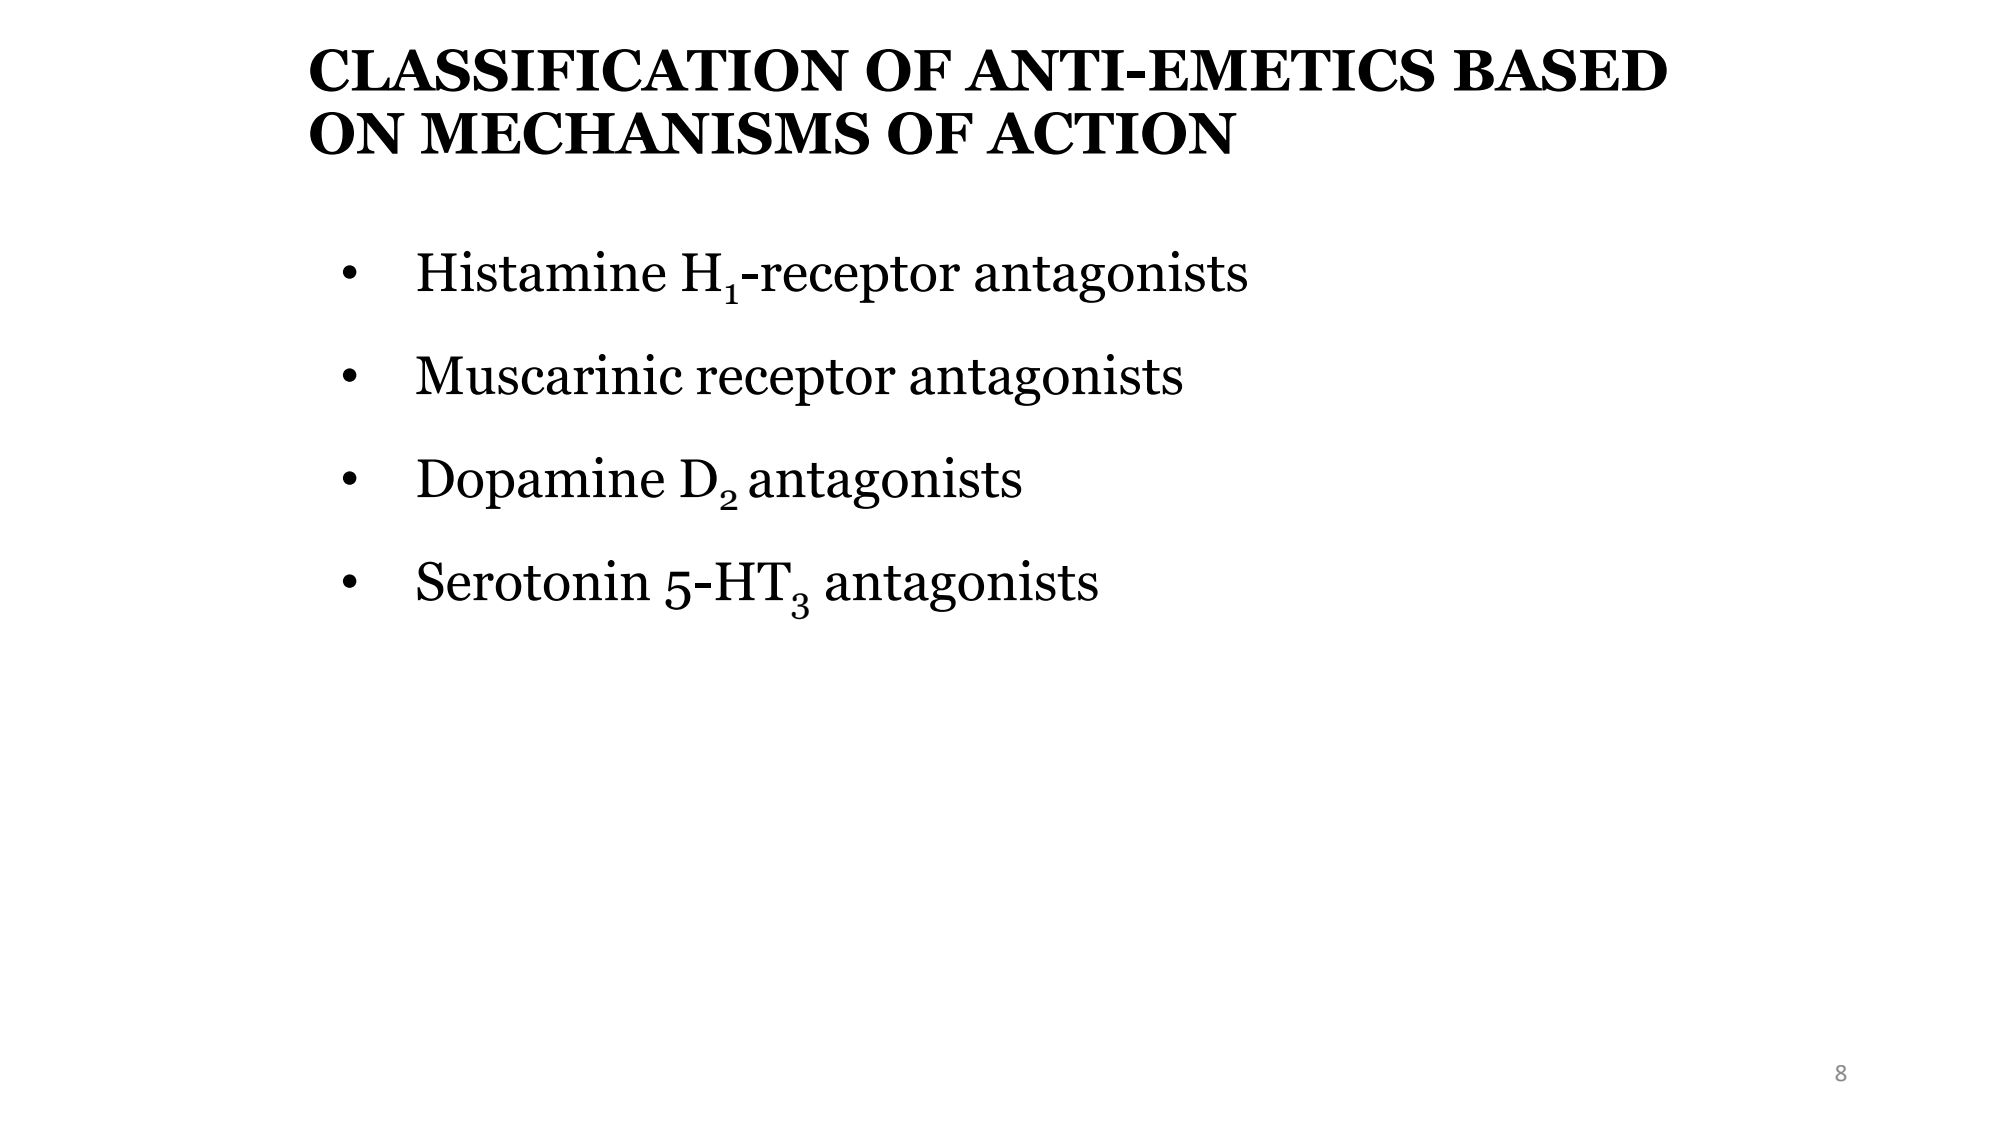 CLASSIFICATION OF ANTI-EMETICS BASED
ON MECHANISMS OF ACTION
• Histamine H₁-receptor antagonists
• Muscarinic receptor antagonists
• Dopamine D₂ antagonists
• Serotonin 5-HT₃ antagonists
8